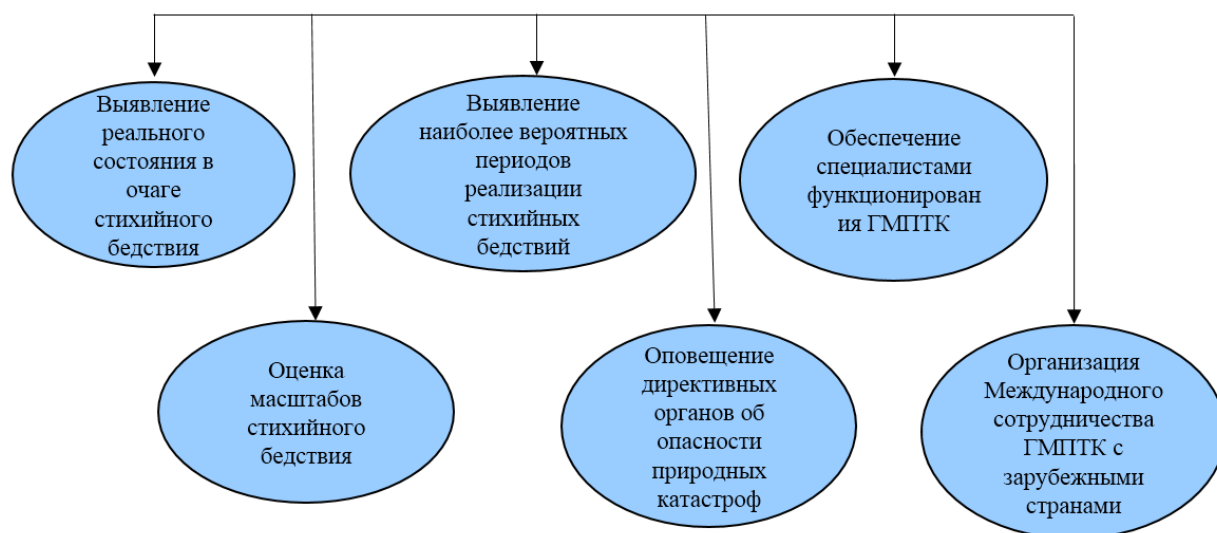 Выявление
реального
состояния в
очаге
стихийного
бедствия
Выявление
наиболее вероятных
периодов
реализации
стихийных
бедствий
Обеспечение
специалистами
функционирован
ия ГМПТК
Оценка
масштабов
стихийного
бедствия
Оповещение
директивных
органов об
опасности
природных
катастроф
Организация
Международного
сотрудничества
ГМПТК с
зарубежными
странами